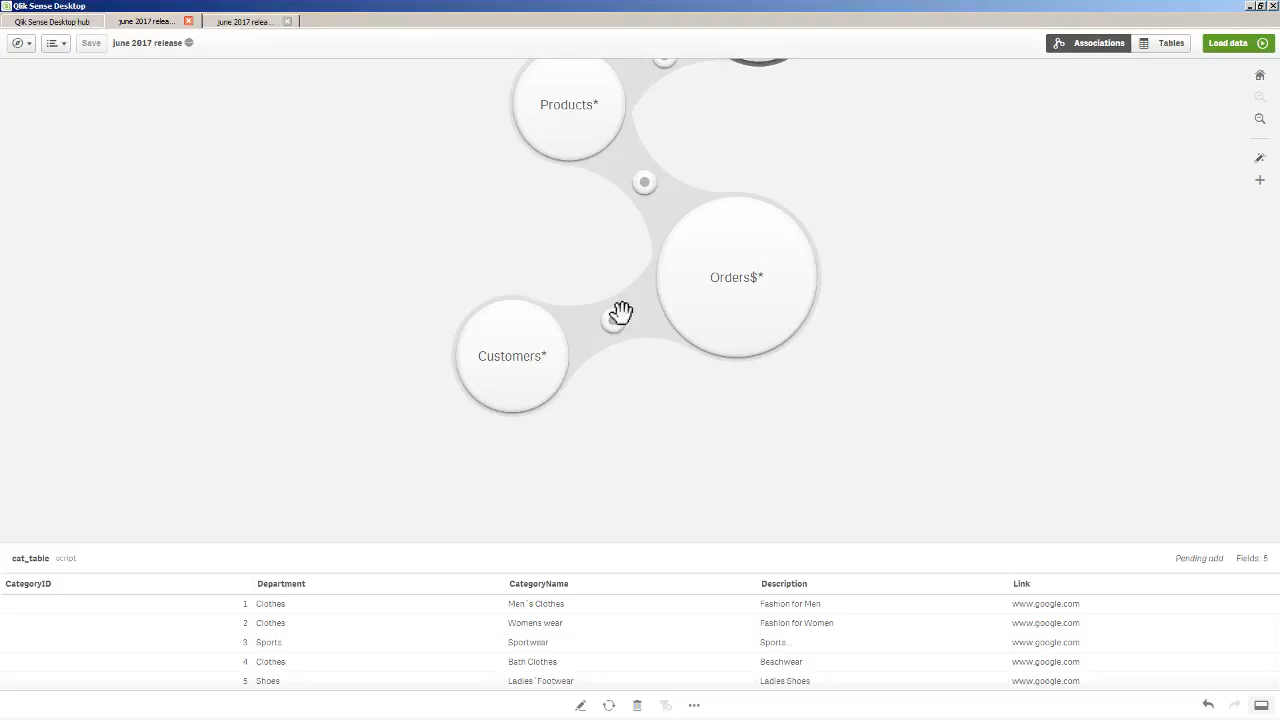 Qlik Sense Desktop
Qlik Sense Desktop hub
june 2017 relea...
june 2017 relea...
Save
june 2017 release
Associations
Tables
Load data
Products*
Orders$*
Customers*
cat_table script
Pending add
Fields: 5
CategoryID Department CategoryName Description Link
1 Clothes Men´s Clothes Fashion for Men www.google.com
2 Clothes Womens wear Fashion for Women www.google.com
3 Sports Sportwear Sports... www.google.com
4 Clothes Bath Clothes Beachwear www.google.com
5 Shoes Ladies´Footwear Ladies Shoes www.google.com